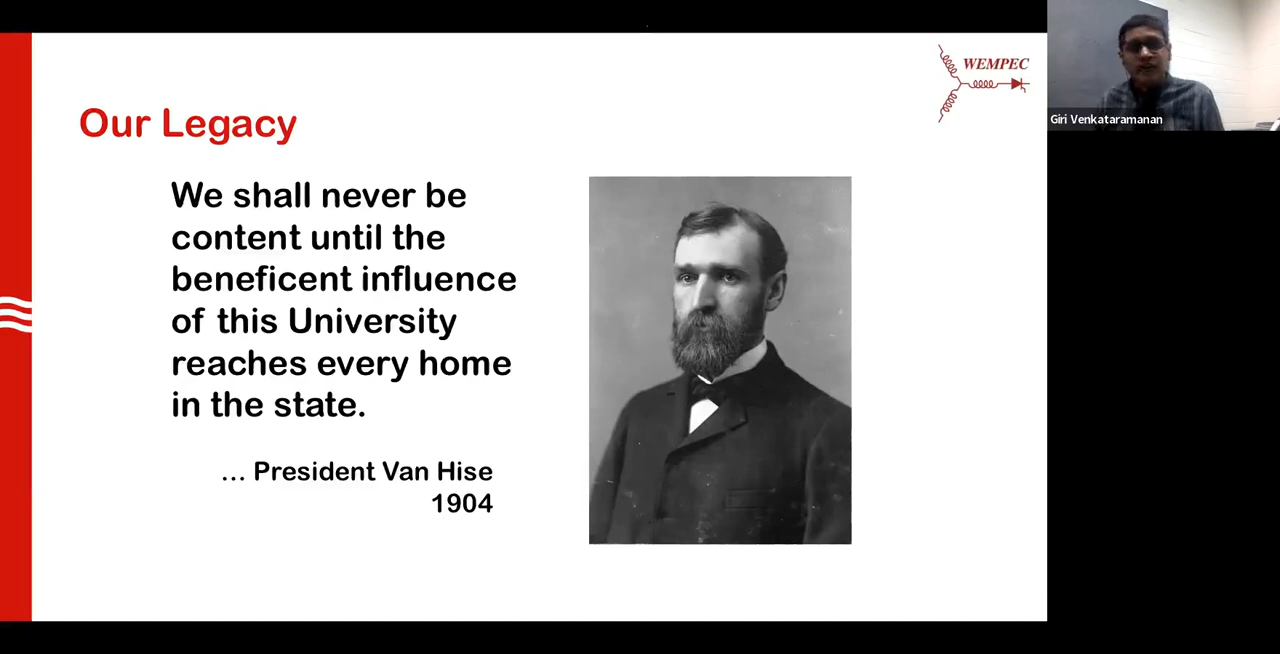 WEMPEC
Giri Venkataramanan
Our Legacy
We shall never be
content until the
beneficent influence
of this University
reaches every home
in the state.
... President Van Hise
1904